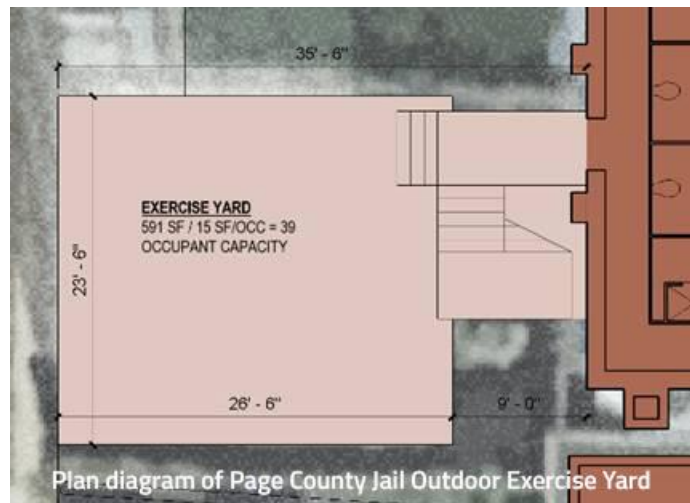 35' - 6"
EXERCISE YARD
591 SF / 15 SF/OCC = 39
OCCUPANT CAPACITY
23' - 6"
26' - 6"
9' - 0"
Plan diagram of Page County Jail Outdoor Exercise Yard